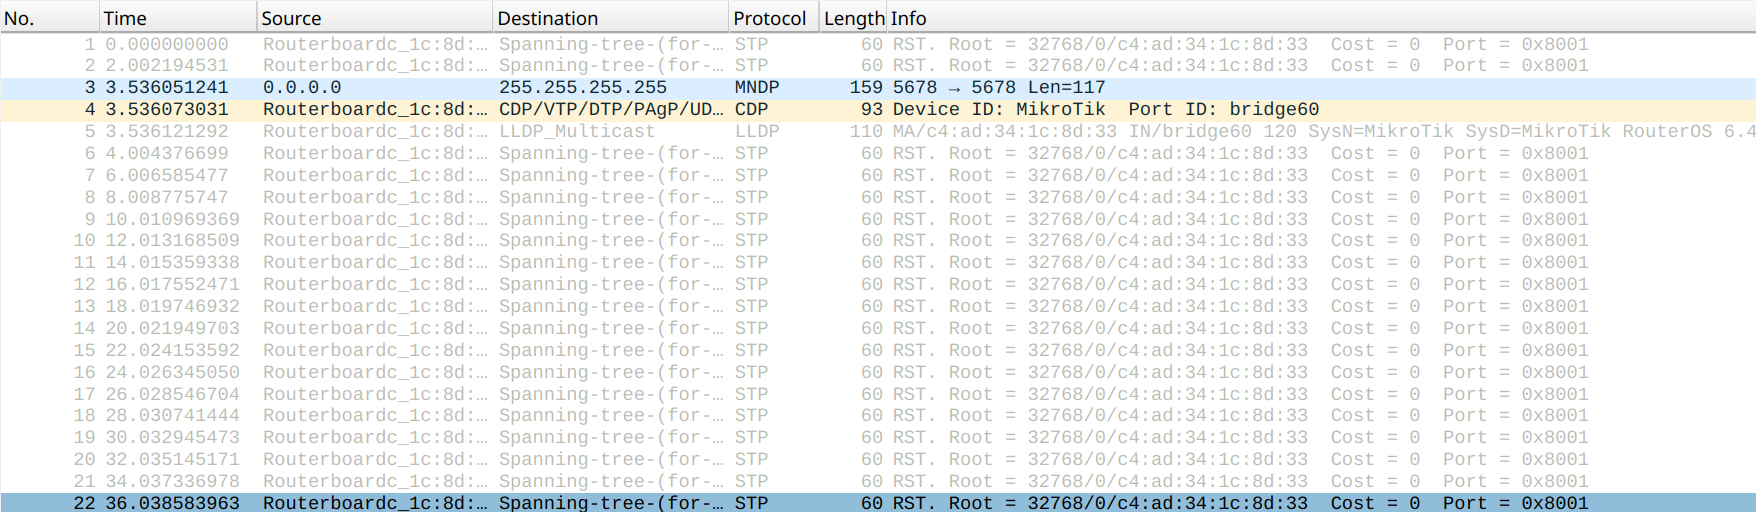 No. Time Source Destination Protocol Length Info
1 0.000000000 Routerboardc_1c:8d:… Spanning-tree-(for-… STP 60 RST. Root = 32768/0/c4:ad:34:1c:8d:33 Cost = 0 Port = 0x8001
2 2.002194531 Routerboardc_1c:8d:… Spanning-tree-(for-… STP 60 RST. Root = 32768/0/c4:ad:34:1c:8d:33 Cost = 0 Port = 0x8001
3 3.536051241 0.0.0.0 255.255.255.255 MNDP 159 5678 → 5678 Len=117
4 3.536073031 Routerboardc_1c:8d:… CDP/VTP/DTP/PAgP/UD… CDP 93 Device ID: MikroTik Port ID: bridge60
5 3.536121292 Routerboardc_1c:8d:… LLDP_Multicast LLDP 110 MA/c4:ad:34:1c:8d:33 IN/bridge60 120 SysN=MikroTik SysD=MikroTik RouterOS 6.4
6 4.004376699 Routerboardc_1c:8d:… Spanning-tree-(for-… STP 60 RST. Root = 32768/0/c4:ad:34:1c:8d:33 Cost = 0 Port = 0x8001
7 6.006585477 Routerboardc_1c:8d:… Spanning-tree-(for-… STP 60 RST. Root = 32768/0/c4:ad:34:1c:8d:33 Cost = 0 Port = 0x8001
8 8.008775747 Routerboardc_1c:8d:… Spanning-tree-(for-… STP 60 RST. Root = 32768/0/c4:ad:34:1c:8d:33 Cost = 0 Port = 0x8001
9 10.010969369 Routerboardc_1c:8d:… Spanning-tree-(for-… STP 60 RST. Root = 32768/0/c4:ad:34:1c:8d:33 Cost = 0 Port = 0x8001
10 12.013168509 Routerboardc_1c:8d:… Spanning-tree-(for-… STP 60 RST. Root = 32768/0/c4:ad:34:1c:8d:33 Cost = 0 Port = 0x8001
11 14.015359338 Routerboardc_1c:8d:… Spanning-tree-(for-… STP 60 RST. Root = 32768/0/c4:ad:34:1c:8d:33 Cost = 0 Port = 0x8001
12 16.017552471 Routerboardc_1c:8d:… Spanning-tree-(for-… STP 60 RST. Root = 32768/0/c4:ad:34:1c:8d:33 Cost = 0 Port = 0x8001
13 18.019746932 Routerboardc_1c:8d:… Spanning-tree-(for-… STP 60 RST. Root = 32768/0/c4:ad:34:1c:8d:33 Cost = 0 Port = 0x8001
14 20.021949703 Routerboardc_1c:8d:… Spanning-tree-(for-… STP 60 RST. Root = 32768/0/c4:ad:34:1c:8d:33 Cost = 0 Port = 0x8001
15 22.024153592 Routerboardc_1c:8d:… Spanning-tree-(for-… STP 60 RST. Root = 32768/0/c4:ad:34:1c:8d:33 Cost = 0 Port = 0x8001
16 24.026345050 Routerboardc_1c:8d:… Spanning-tree-(for-… STP 60 RST. Root = 32768/0/c4:ad:34:1c:8d:33 Cost = 0 Port = 0x8001
17 26.028546704 Routerboardc_1c:8d:… Spanning-tree-(for-… STP 60 RST. Root = 32768/0/c4:ad:34:1c:8d:33 Cost = 0 Port = 0x8001
18 28.030741444 Routerboardc_1c:8d:… Spanning-tree-(for-… STP 60 RST. Root = 32768/0/c4:ad:34:1c:8d:33 Cost = 0 Port = 0x8001
19 30.032945473 Routerboardc_1c:8d:… Spanning-tree-(for-… STP 60 RST. Root = 32768/0/c4:ad:34:1c:8d:33 Cost = 0 Port = 0x8001
20 32.035145171 Routerboardc_1c:8d:… Spanning-tree-(for-… STP 60 RST. Root = 32768/0/c4:ad:34:1c:8d:33 Cost = 0 Port = 0x8001
21 34.037336978 Routerboardc_1c:8d:… Spanning-tree-(for-… STP 60 RST. Root = 32768/0/c4:ad:34:1c:8d:33 Cost = 0 Port = 0x8001
22 36.038583963 Routerboardc_1c:8d:… Spanning-tree-(for-… STP 60 RST. Root = 32768/0/c4:ad:34:1c:8d:33 Cost = 0 Port = 0x8001